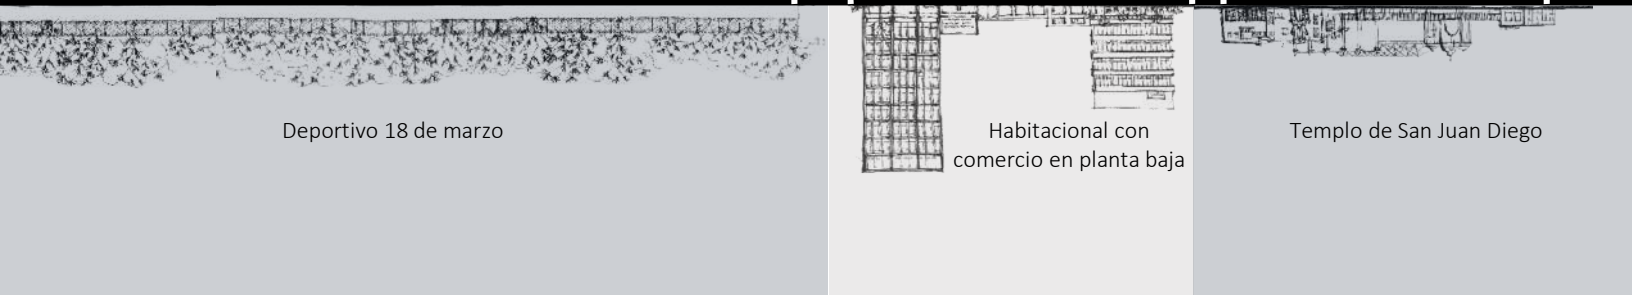 Deportivo 18 de marzo
Habitacional con
comercio en planta baja
Templo de San Juan Diego